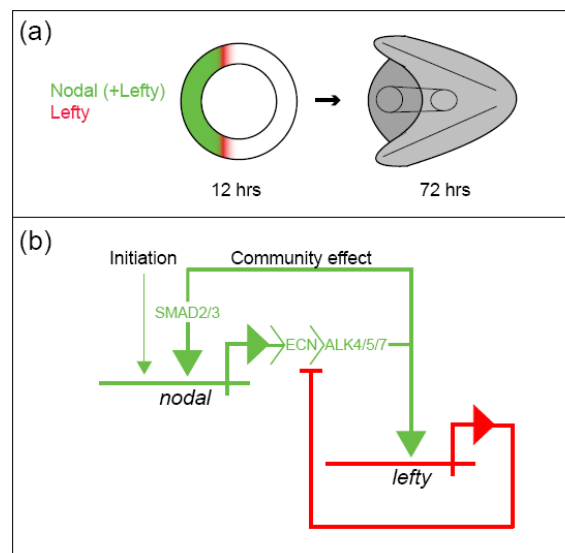 (a)
Nodal (+Lefty)
Lefty
12 hrs
72 hrs
(b)
Initiation
Community effect
SMAD2/3
ECN
ALK4/5/7
nodal
lefty